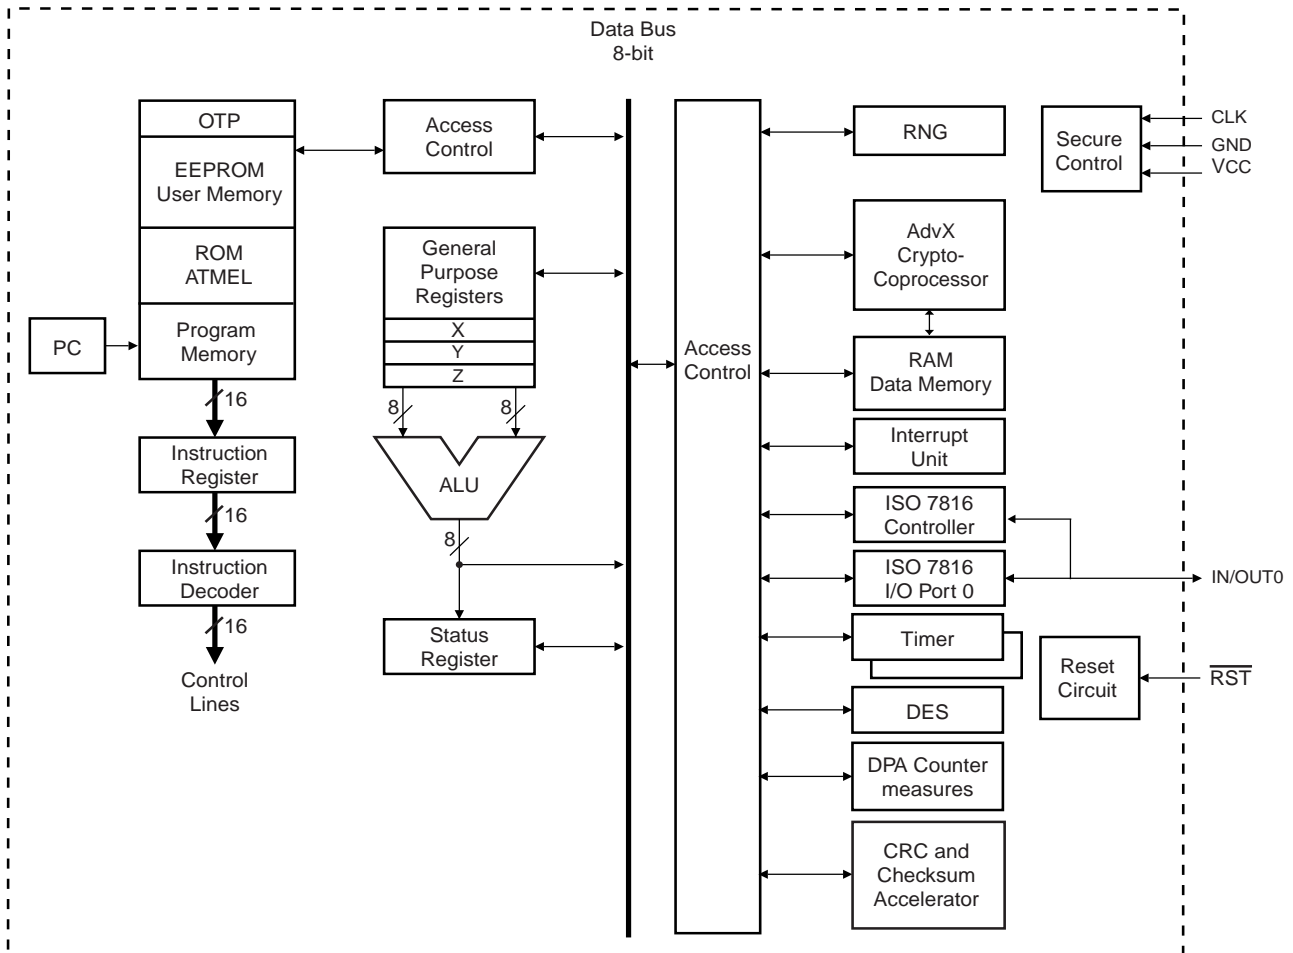 Data Bus
8-bit
OTP
EEPROM
User Memory
ROM
ATMEL
Program
Memory
PC
16
Instruction
Register
16
Instruction
Decoder
16
Control
Lines
Access
Control
General
Purpose
Registers
X
Y
Z
8
8
ALU
8
Status
Register
Access
Control
RNG
AdvX
Crypto-
Coprocessor
RAM
Data Memory
Interrupt
Unit
ISO 7816
Controller
ISO 7816
I/O Port 0
Timer
DES
DPA Counter
measures
CRC and
Checksum
Accelerator
Secure
Control
CLK
GND
VCC
IN/OUT0
Reset
Circuit
RST